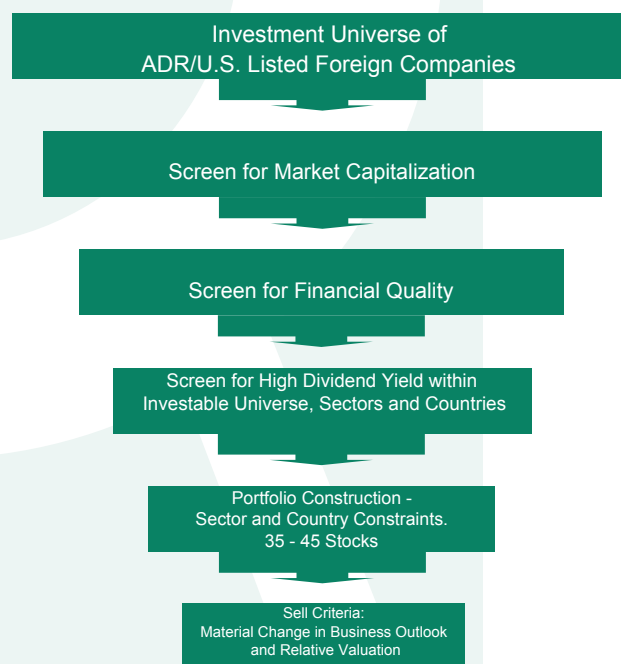 Investment Universe of
ADR/U.S. Listed Foreign Companies
Screen for Market Capitalization
Screen for Financial Quality
Screen for High Dividend Yield within
Investable Universe, Sectors and Countries
Portfolio Construction -
Sector and Country Constraints.
35 - 45 Stocks
Sell Criteria:
Material Change in Business Outlook
and Relative Valuation